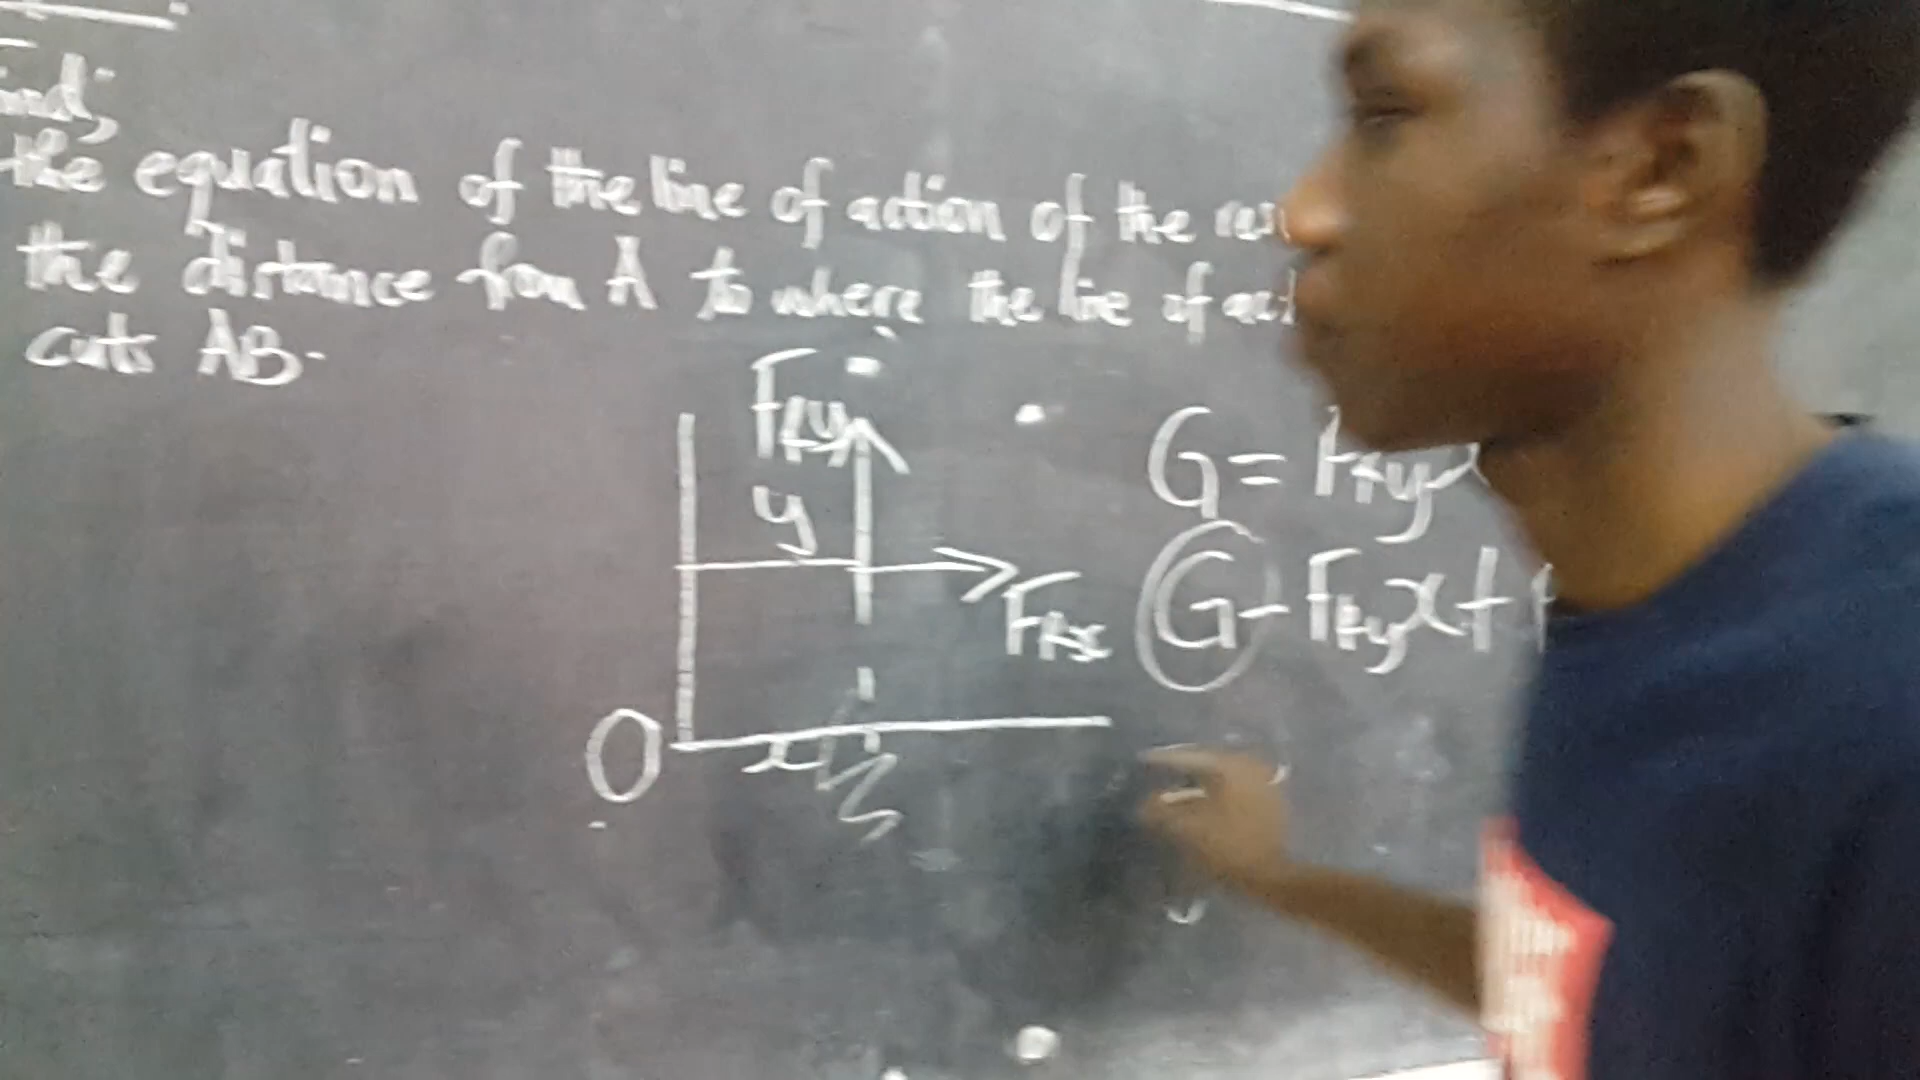 the equation of the line of action of the
the distance from A to where the line of
cuts AB.
FRy
y
FRx
O
x
G = FRy
G - FRyx +